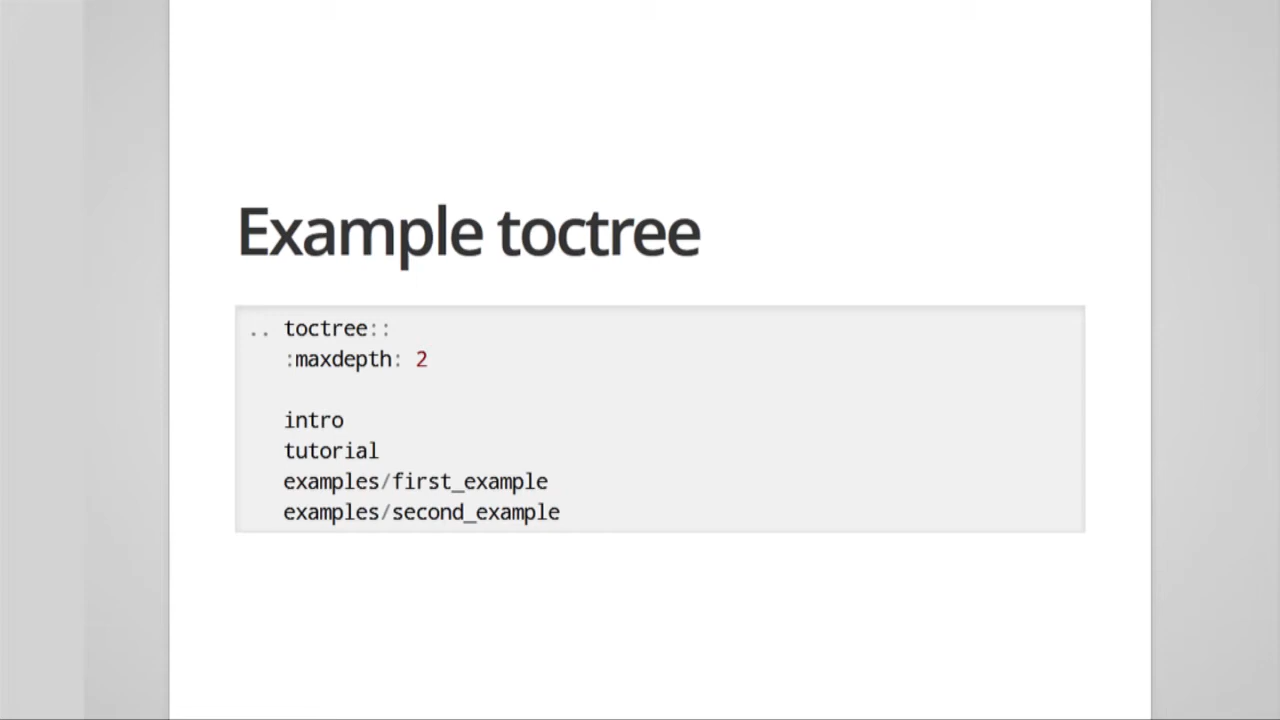 Example toctree
.. toctree::
   :maxdepth: 2

   intro
   tutorial
   examples/first_example
   examples/second_example